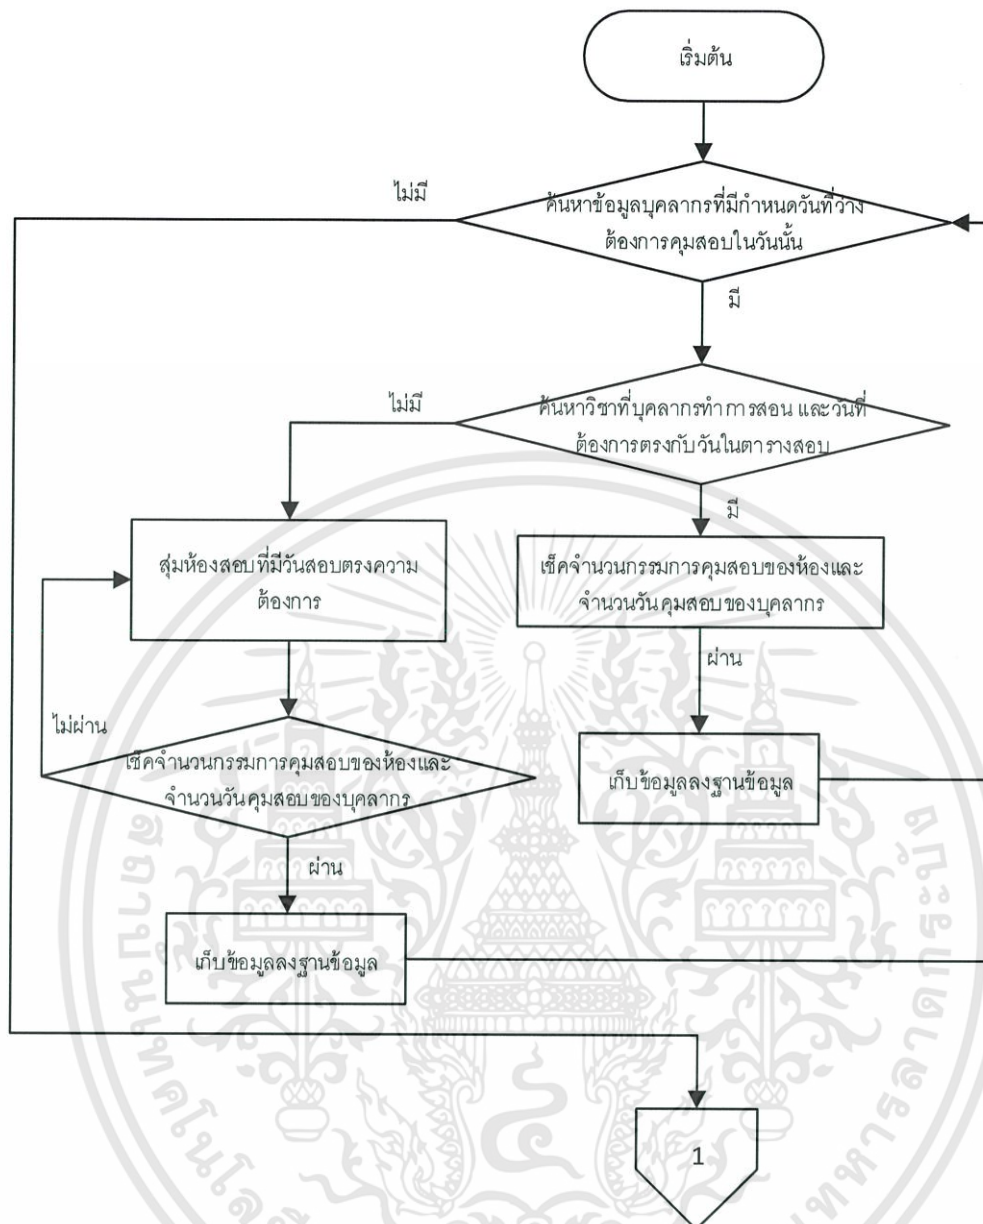 เริ่มต้น
ไม่มี
ค้นหาข้อมูลบุคลากรที่มีกำหนดวันที่ว่าง
ต้องการคุมสอบในวันนั้น
มี
ไม่มี
ค้นหาวิชาที่บุคลากรทำการสอน และวันที่
ต้องการตรงกับวันในตารางสอบ
มี
สุ่มห้องสอบที่มีวันสอบตรงความ
ต้องการ
เช็คจำนวนกรรมการคุมสอบของห้องและ
จำนวนวันคุมสอบของบุคลากร
ผ่าน
ไม่ผ่าน
เช็คจำนวนกรรมการคุมสอบของห้องและ
จำนวนวันคุมสอบของบุคลากร
เก็บข้อมูลลงฐานข้อมูล
ผ่าน
เก็บข้อมูลลงฐานข้อมูล
1